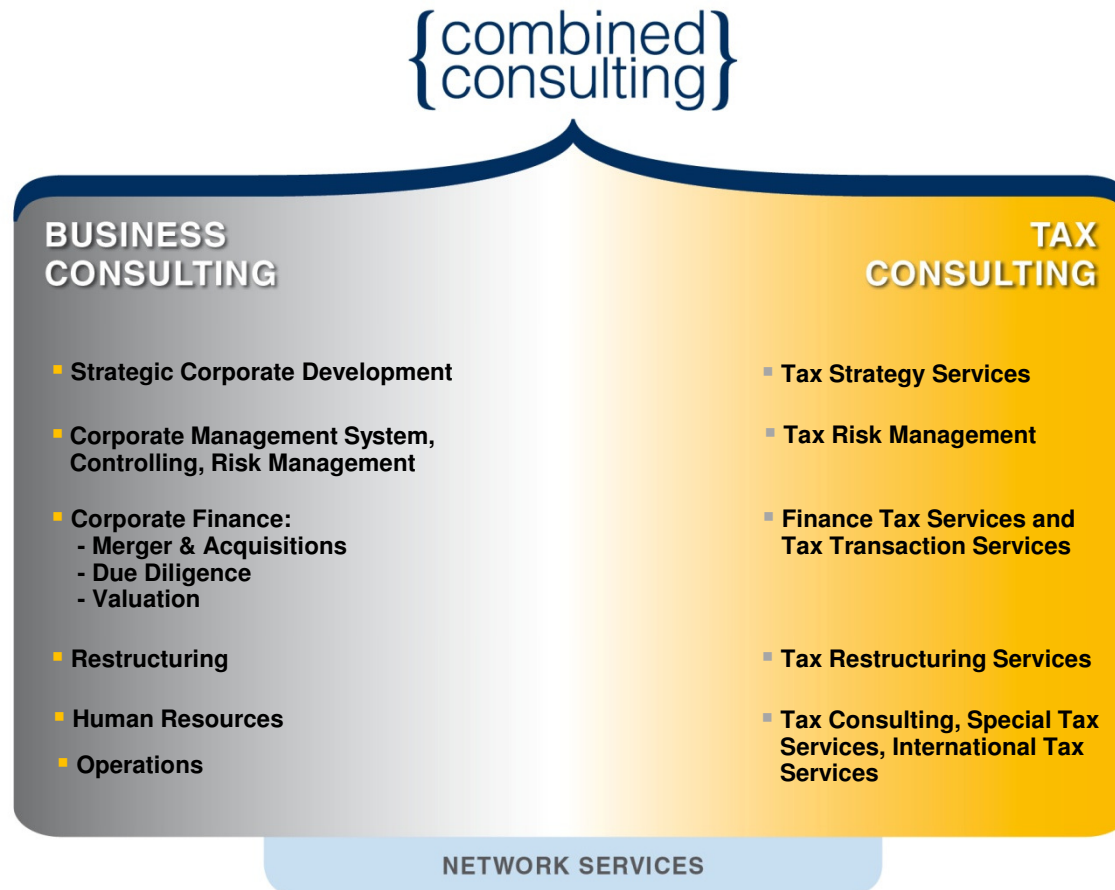 {combined
consulting}
BUSINESS
CONSULTING
▪ Strategic Corporate Development
▪ Corporate Management System,
Controlling, Risk Management
▪ Corporate Finance:
- Merger & Acquisitions
- Due Diligence
- Valuation
▪ Restructuring
▪ Human Resources
▪ Operations
TAX
CONSULTING
▪ Tax Strategy Services
▪ Tax Risk Management
▪ Finance Tax Services and
Tax Transaction Services
▪ Tax Restructuring Services
▪ Tax Consulting, Special Tax
Services, International Tax
Services
NETWORK SERVICES